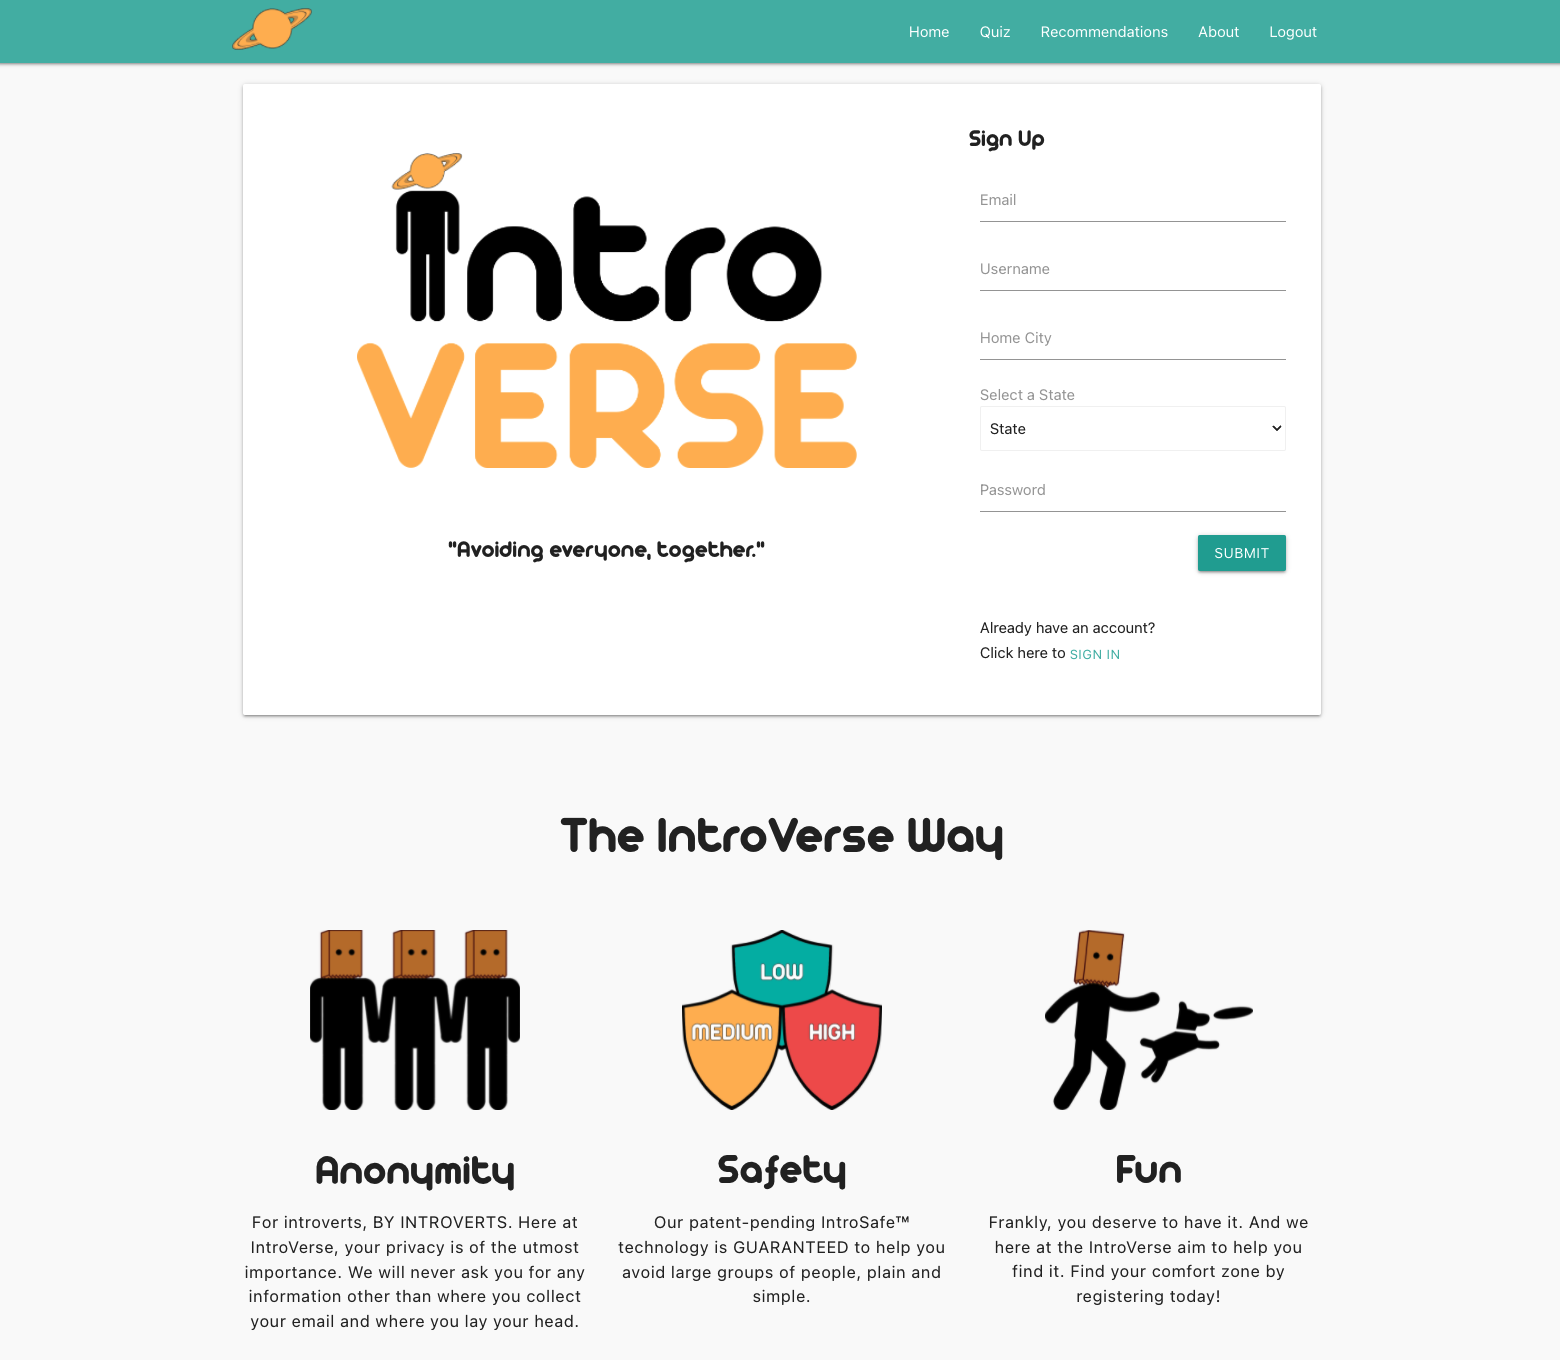 Home Quiz Recommendations About Logout
Intro
VERSE
"Avoiding everyone, together."
Sign Up
Email
Username
Home City
Select a State
State
Password
SUBMIT
Already have an account?
Click here to SIGN IN
The IntroVerse Way
LOW
MEDIUM
HIGH
Anonymity
For introverts, BY INTROVERTS. Here at
IntroVerse, your privacy is of the utmost
importance. We will never ask you for any
information other than where you collect
your email and where you lay your head.
Safety
Our patent-pending IntroSafe™
technology is GUARANTEED to help you
avoid large groups of people, plain and
simple.
Fun
Frankly, you deserve to have it. And we
here at the IntroVerse aim to help you
find it. Find your comfort zone by
registering today!